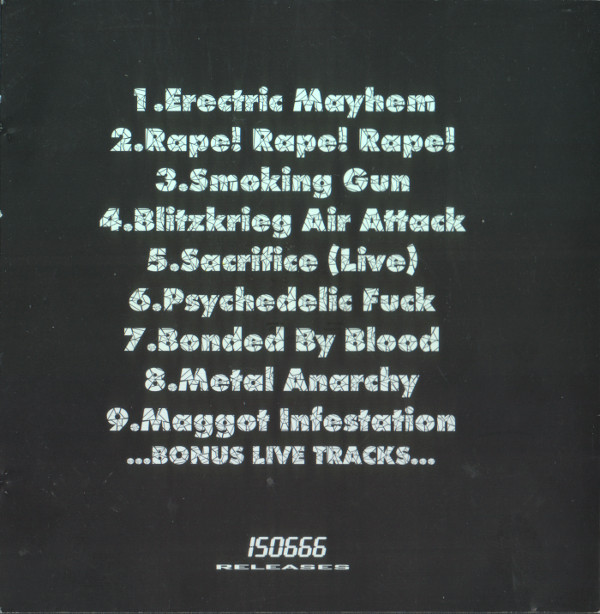 1.Erectric Mayhem
2.Rape! Rape! Rape!
3.Smoking Gun
4.Blitzkrieg Air Attack
5.Sacrifice (Live)
6.Psychedelic Fuck
7.Bonded By Blood
8.Metal Anarchy
9.Maggot Infestation
...BONUS LIVE TRACKS...
ISO666
RELEASES